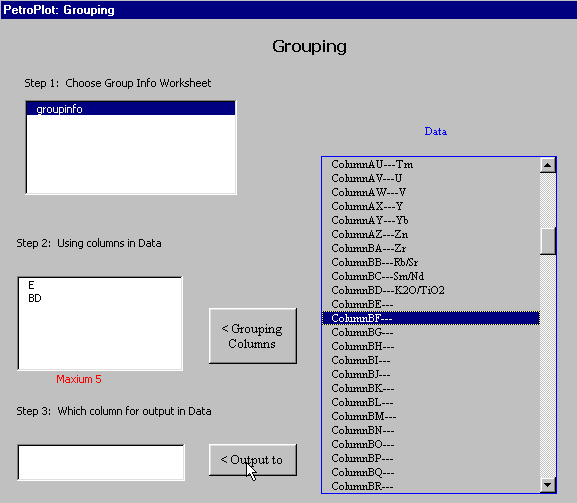 PetroPlot: Grouping
Grouping
Step 1: Choose Group Info Worksheet
groupinfo
Step 2: Using columns in Data
E
BD
< Grouping
Columns
Maxium 5
Step 3: Which column for output in Data
< Output to
Data
ColumnAU---Tm
ColumnAV---U
ColumnAW---V
ColumnAX---Y
ColumnAY---Yb
ColumnAZ---Zn
ColumnBA---Zr
ColumnBB---Rb/Sr
ColumnBC---Sm/Nd
ColumnBD---K2O/TiO2
ColumnBE---
ColumnBF---
ColumnBG---
ColumnBH---
ColumnBI---
ColumnBJ---
ColumnBK---
ColumnBL---
ColumnBM---
ColumnBN---
ColumnBO---
ColumnBP---
ColumnBQ---
ColumnBR---